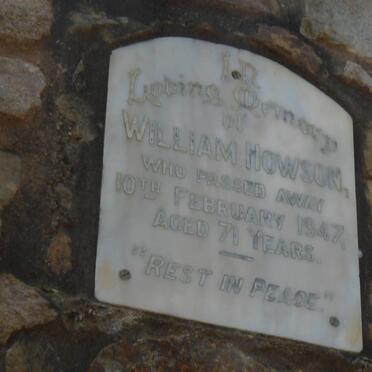 In
Loving Memory
of
WILLIAM HOWSON,
WHO PASSED AWAY
10TH FEBRUARY 1947,
AGED 71 YEARS.
"REST IN PEACE."